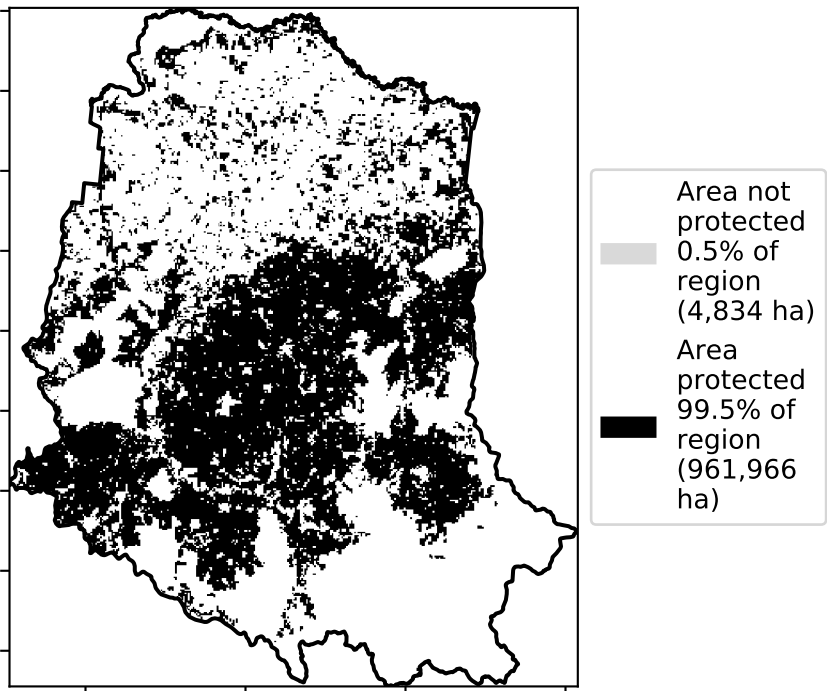 Area not
protected
0.5% of
region
(4,834 ha)
Area
protected
99.5% of
region
(961,966
ha)